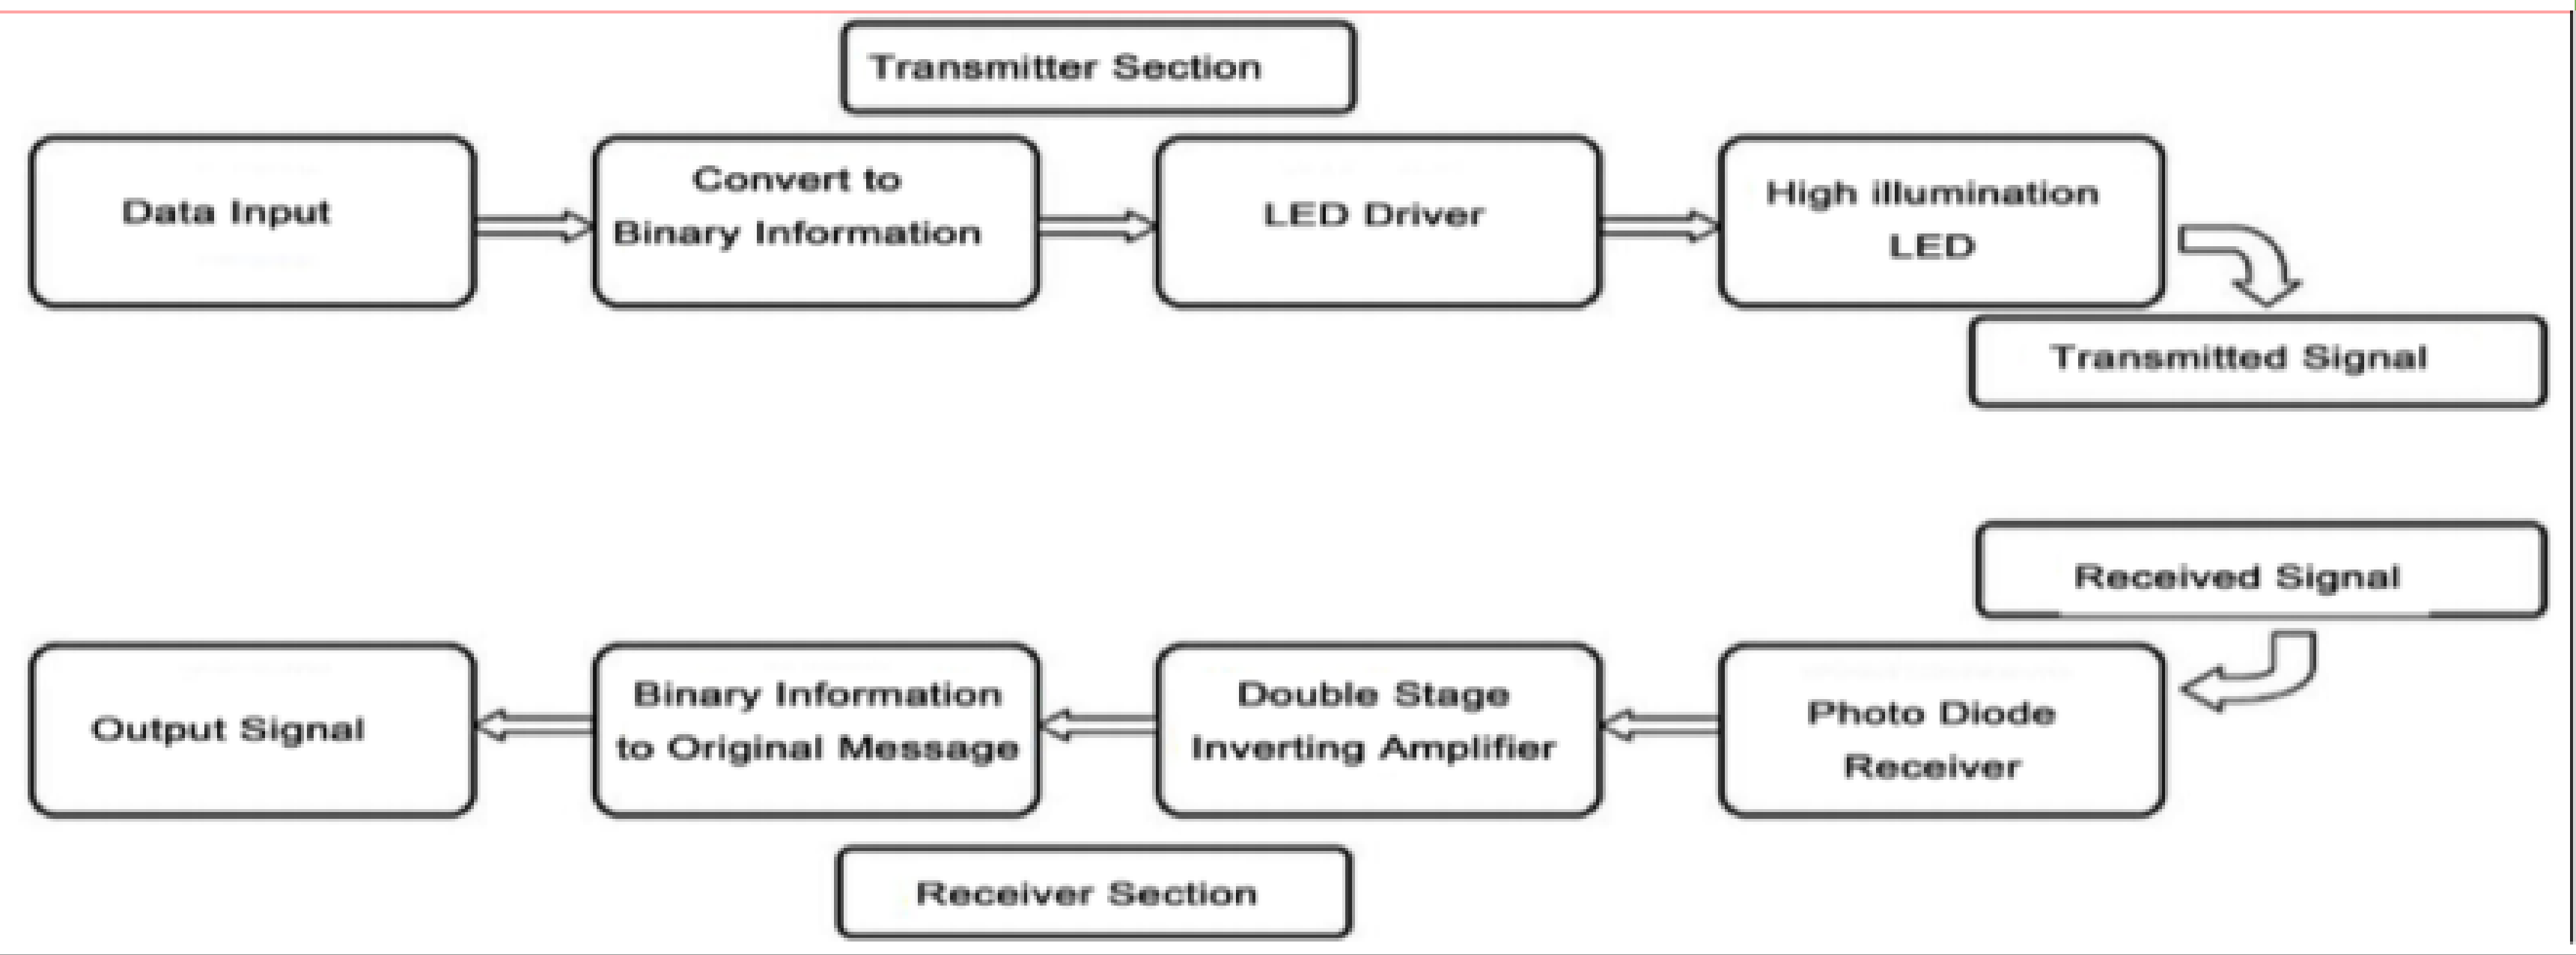 Transmitter Section
Data Input
Convert to
Binary Information
LED Driver
High illumination
LED
Transmitted Signal
Received Signal
Output Signal
Binary Information
to Original Message
Double Stage
Inverting Amplifier
Photo Diode
Receiver
Receiver Section